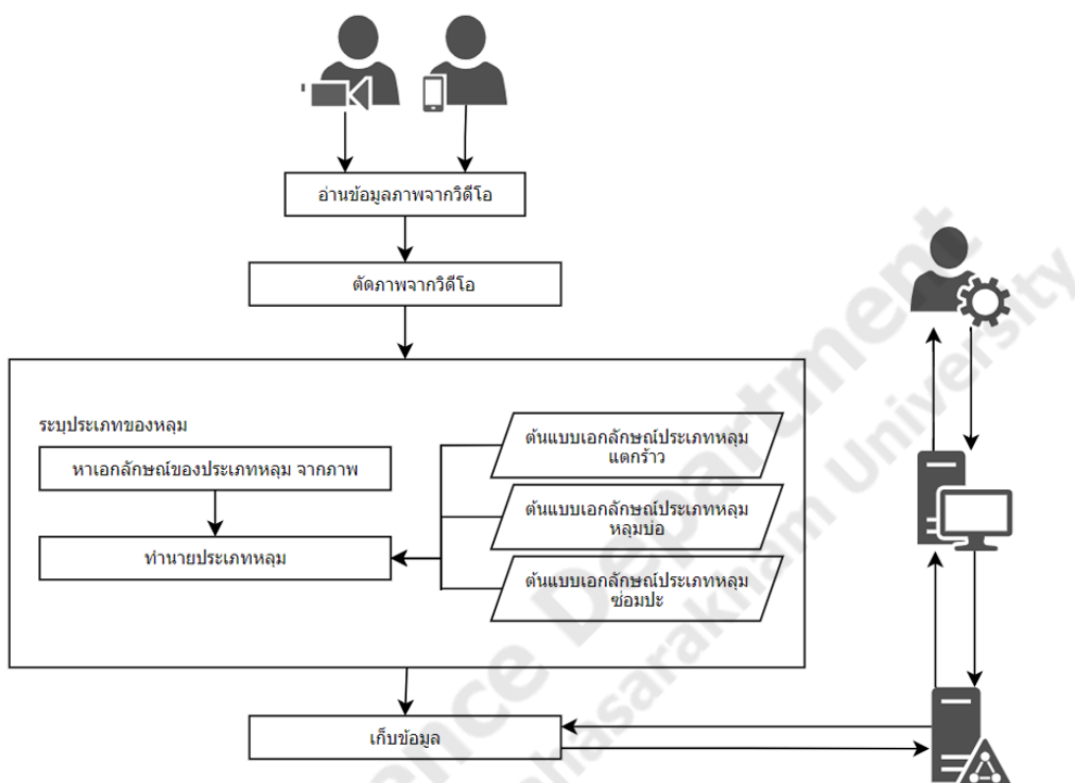 อ่านข้อมูลภาพจากวิดีโอ
ตัดภาพจากวิดีโอ
ระบุประเภทของหลุม
หาเอกลักษณ์ของประเภทหลุม จากภาพ
ทำนายประเภทหลุม
ต้นแบบเอกลักษณ์ประเภทหลุม
แตกร้าว
ต้นแบบเอกลักษณ์ประเภทหลุม
หลุมบ่อ
ต้นแบบเอกลักษณ์ประเภทหลุม
ซ่อมปะ
เก็บข้อมูล
ence Department
ahasarakham University